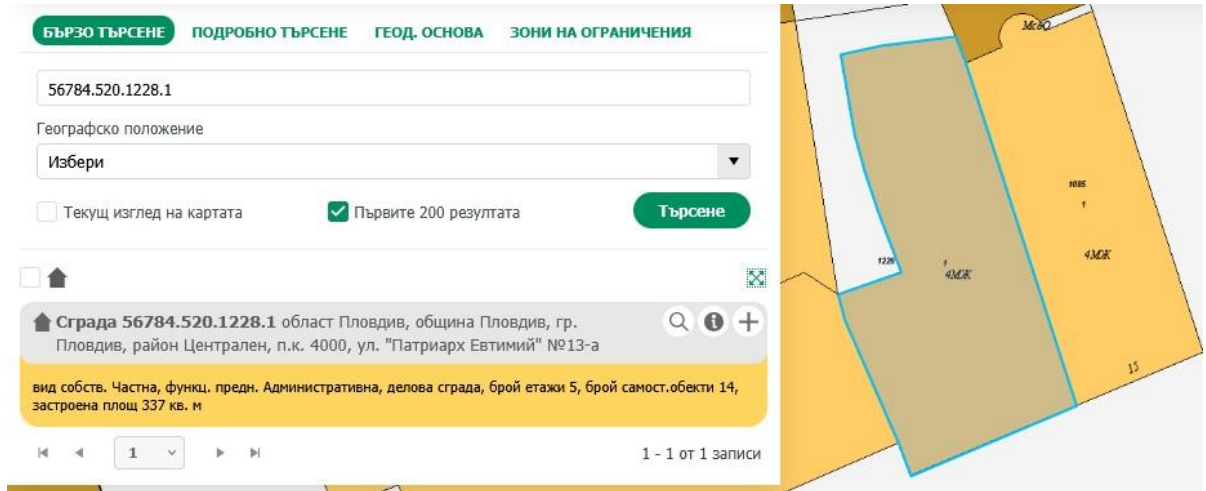 БЪРЗО ТЪРСЕНЕ ПОДРОБНО ТЪРСЕНЕ ГЕОД. ОСНОВА ЗОНИ НА ОГРАНИЧЕНИЯ
56784.520.1228.1
Географско положение
Избери
Текущ изглед на картата Първите 200 резултата Търсене
Сграда 56784.520.1228.1 област Пловдив, община Пловдив, гр.
Пловдив, район Централен, п.к. 4000, ул. "Патриарх Евтимий" №13-а
вид собств. Частна, функц. предн. Административна, делова сграда, брой етажи 5, брой самост.обекти 14,
застроена площ 337 кв. м
1
1 - 1 от 1 записи
1085
1
4МЖ
1
4МЖ
15